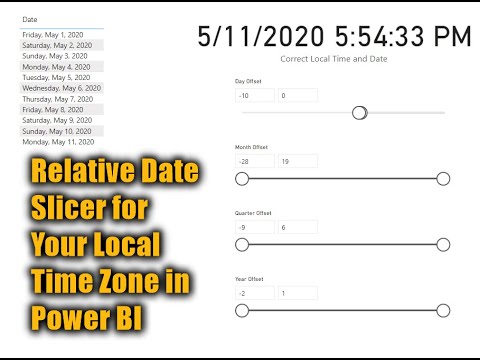 Date
Friday, May 1, 2020
Saturday, May 2, 2020
Sunday, May 3, 2020
Monday, May 4, 2020
Tuesday, May 5, 2020
Wednesday, May 6, 2020
Thursday, May 7, 2020
Friday, May 8, 2020
Saturday, May 9, 2020
Sunday, May 10, 2020
Monday, May 11, 2020
Relative Date
Slicer for
Your Local
Time Zone in
Power BI
5/11/2020 5:54:33 PM
Correct Local Time and Date
Day Offset
-10 0
Month Offset
-28 19
Quarter Offset
-9 6
Year Offset
-2 1